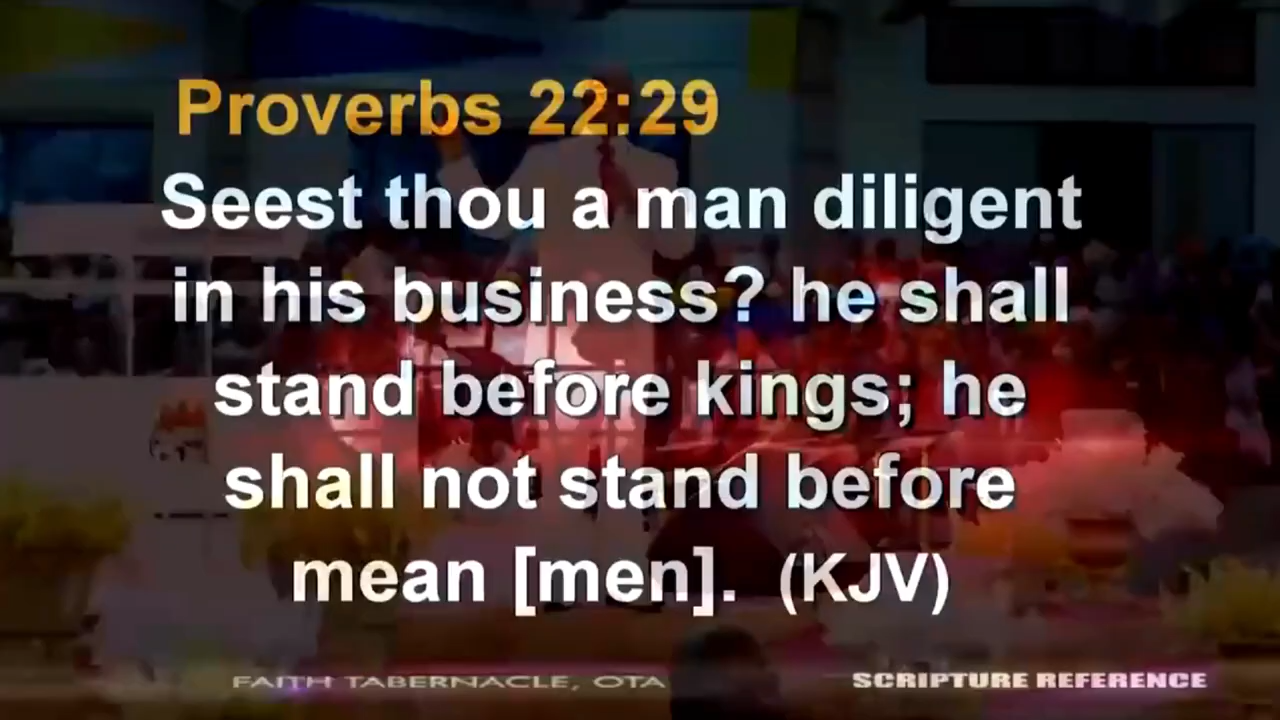 Proverbs 22:29
Seest thou a man diligent
in his business? he shall
stand before kings; he
shall not stand before
mean [men].  (KJV)
FAITH TABERNACLE, OTA
SCRIPTURE REFERENCE